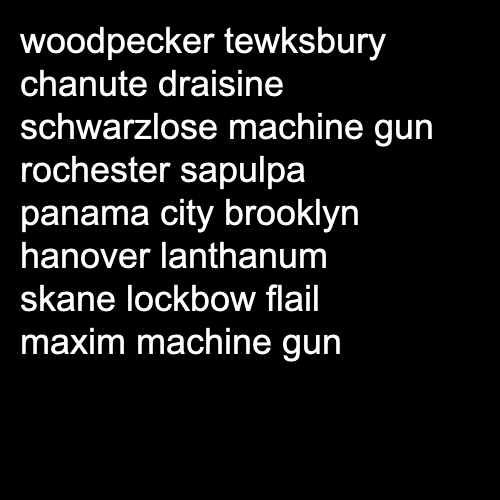 woodpecker tewksbury
chanute draisine
schwarzlose machine gun
rochester sapulpa
panama city brooklyn
hanover lanthanum
skane lockbow flail
maxim machine gun